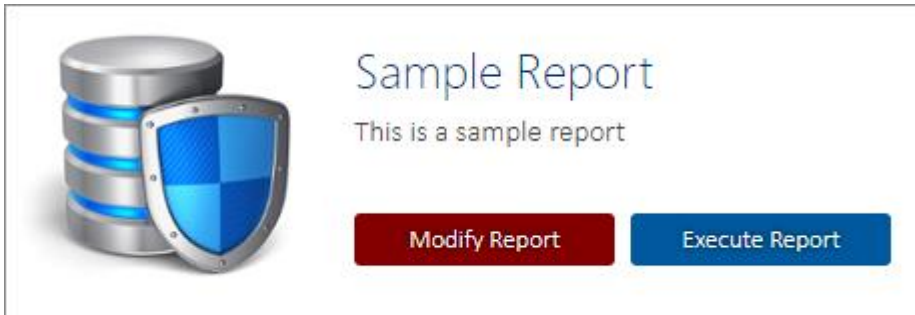 Sample Report
This is a sample report
Modify Report
Execute Report